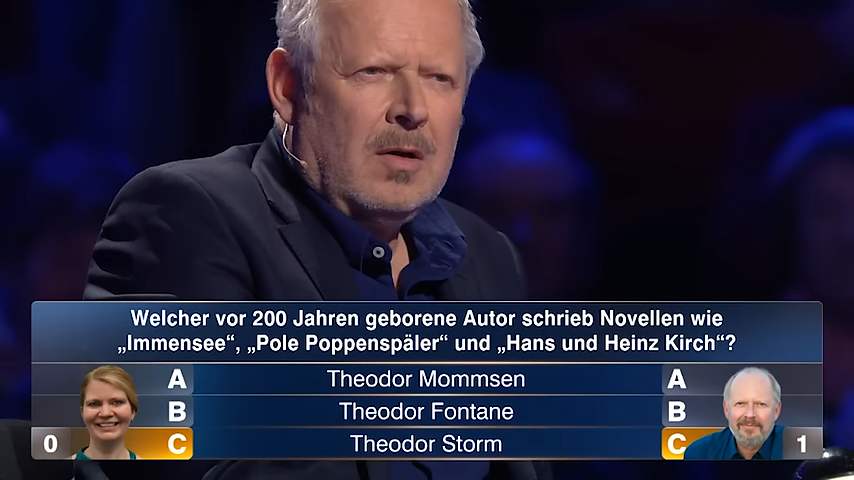 Welcher vor 200 Jahren geborene Autor schrieb Novellen wie
„Immensee“, „Pole Poppenspäler“ und „Hans und Heinz Kirch“?
A Theodor Mommsen A
B Theodor Fontane B
0 C Theodor Storm C 1